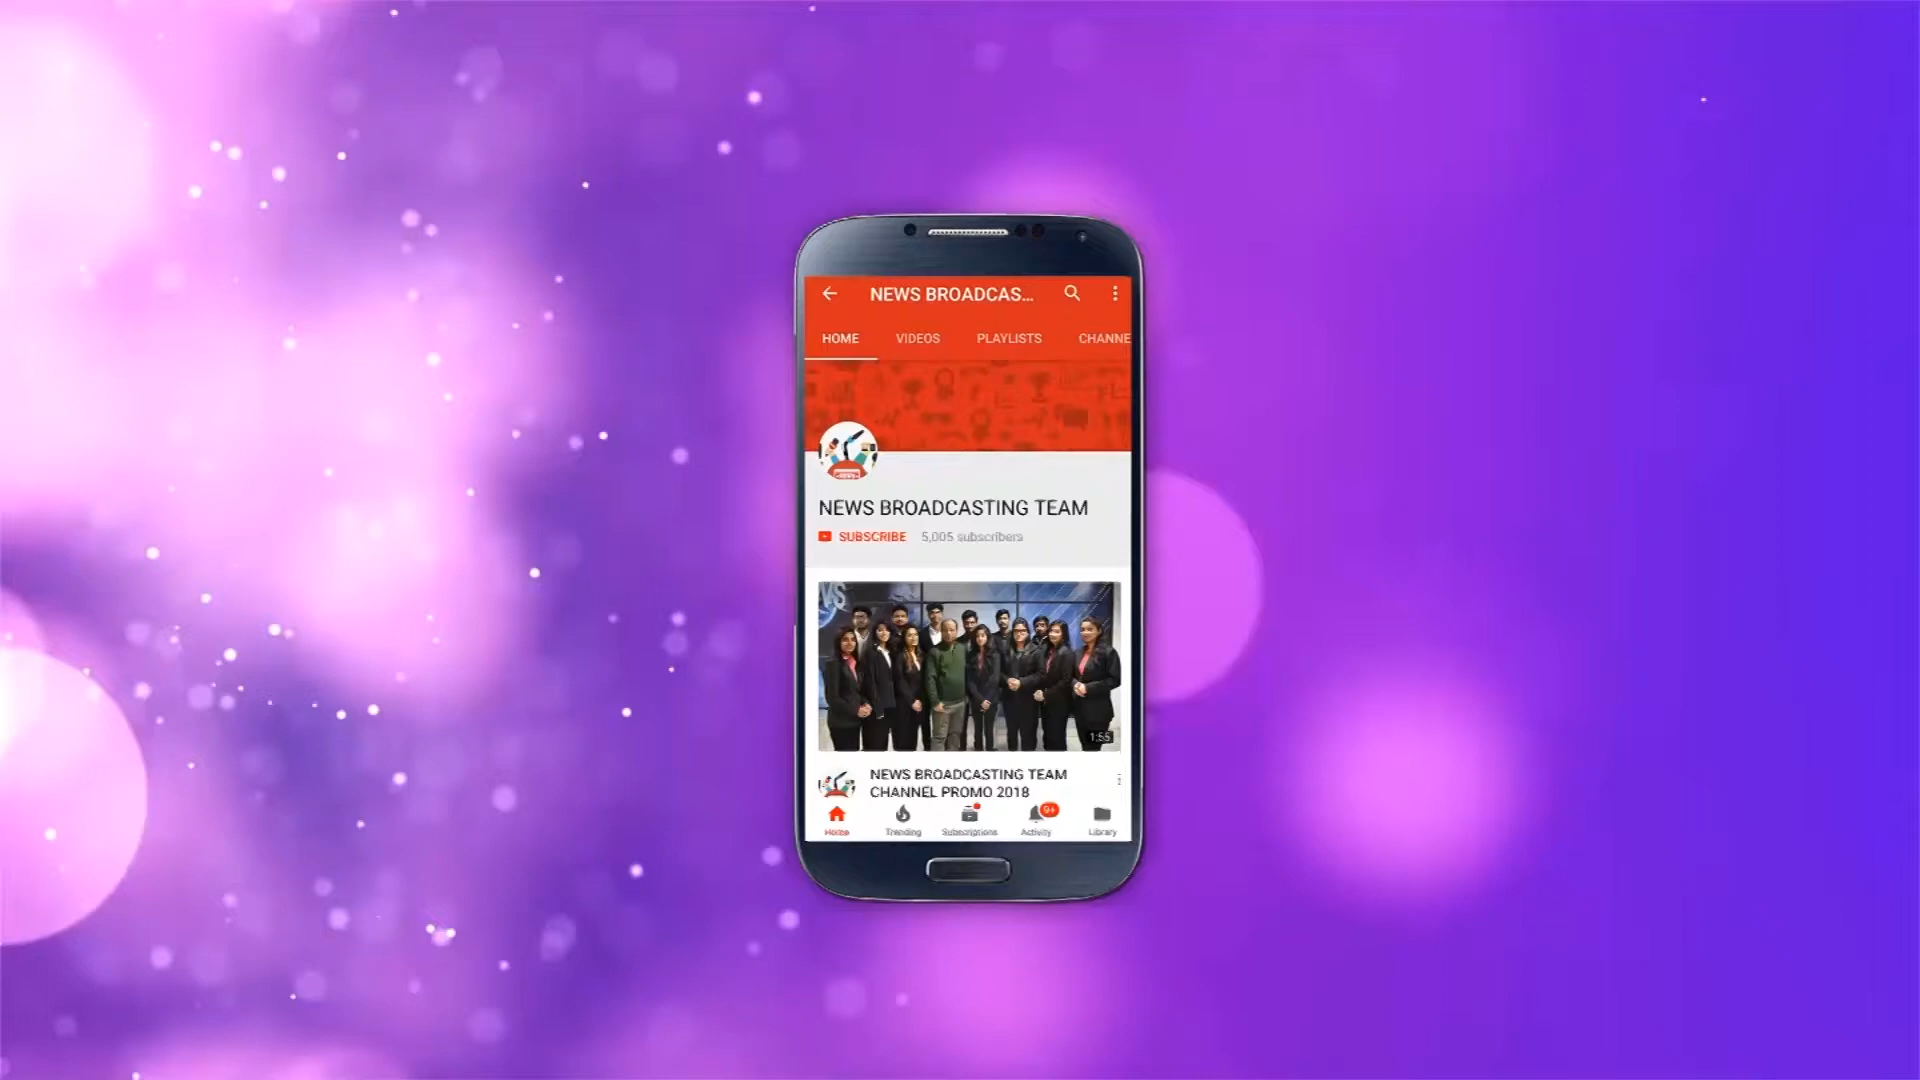 NEWS BROADCAS...
HOME VIDEOS PLAYLISTS CHANNE
NEWS BROADCASTING TEAM
SUBSCRIBE 5,005 subscribers
VS
1:55
NEWS BROADCASTING TEAM
CHANNEL PROMO 2018
9+
Home Trending Subscriptions Activity Library